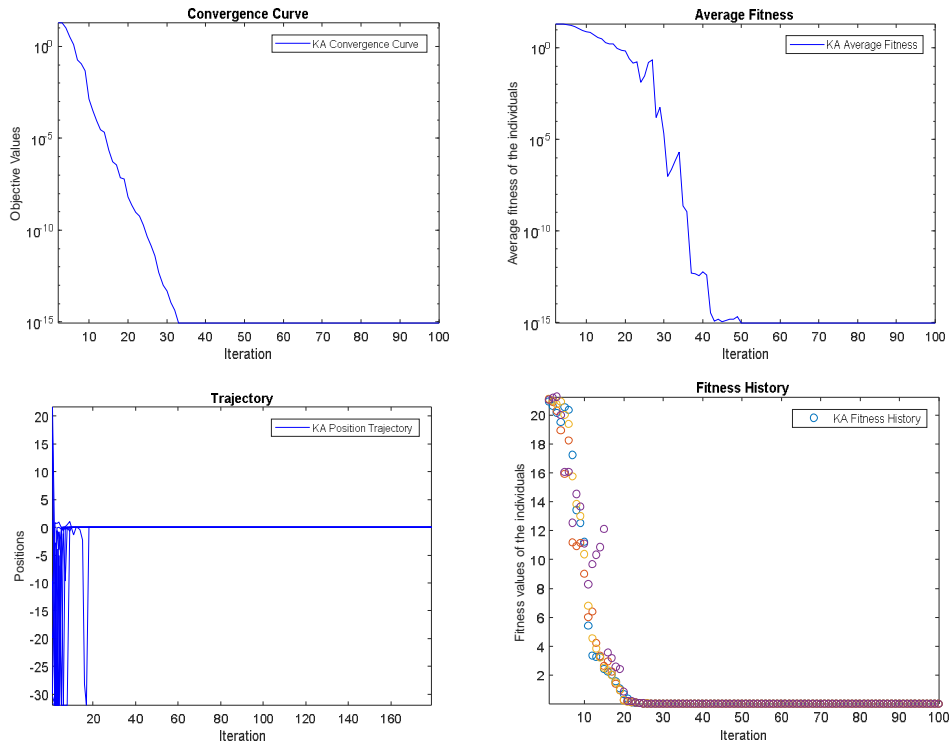 Convergence Curve
KA Convergence Curve
Objective Values
10^0
10^-5
10^-10
10^-15
10 20 30 40 50 60 70 80 90 100
Iteration
Average Fitness
KA Average Fitness
Average fitness of the individuals
10^0
10^-5
10^-10
10^-15
10 20 30 40 50 60 70 80 90 100
Iteration
Trajectory
KA Position Trajectory
Positions
20
15
10
5
0
-5
-10
-15
-20
-25
-30
20 40 60 80 100 120 140 160
Iteration
Fitness History
KA Fitness History
Fitness values of the individuals
20
18
16
14
12
10
8
6
4
2
10 20 30 40 50 60 70 80 90 100
Iteration